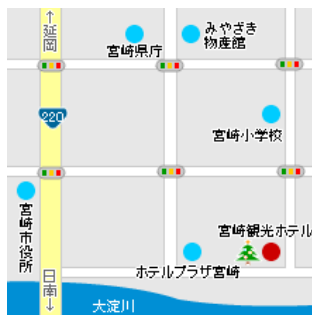 ↑延岡
宮崎県庁
みやざき
物産館
220
宮崎小学校
宮崎市役所
宮崎観光ホテル
ホテルプラザ宮崎
日南↓
大淀川